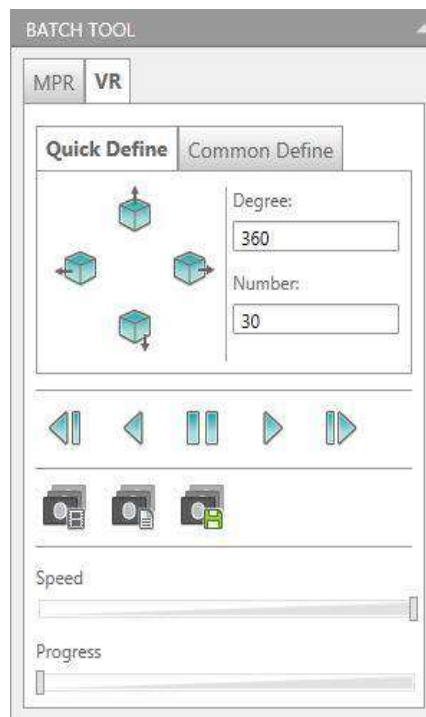 BATCH TOOL
MPR VR
Quick Define Common Define
Degree:
360
Number:
30
Speed
Progress